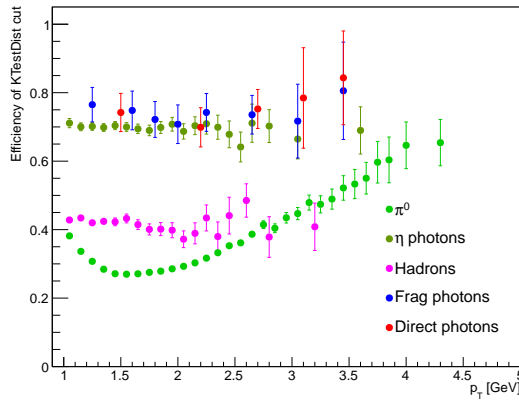 Efficiency of KTestDist cut
1
0.8
0.6
0.4
0.2
0
π⁰
η photons
Hadrons
Frag photons
Direct photons
1 1.5 2 2.5 3 3.5 4 4.5 5
p_T [GeV]